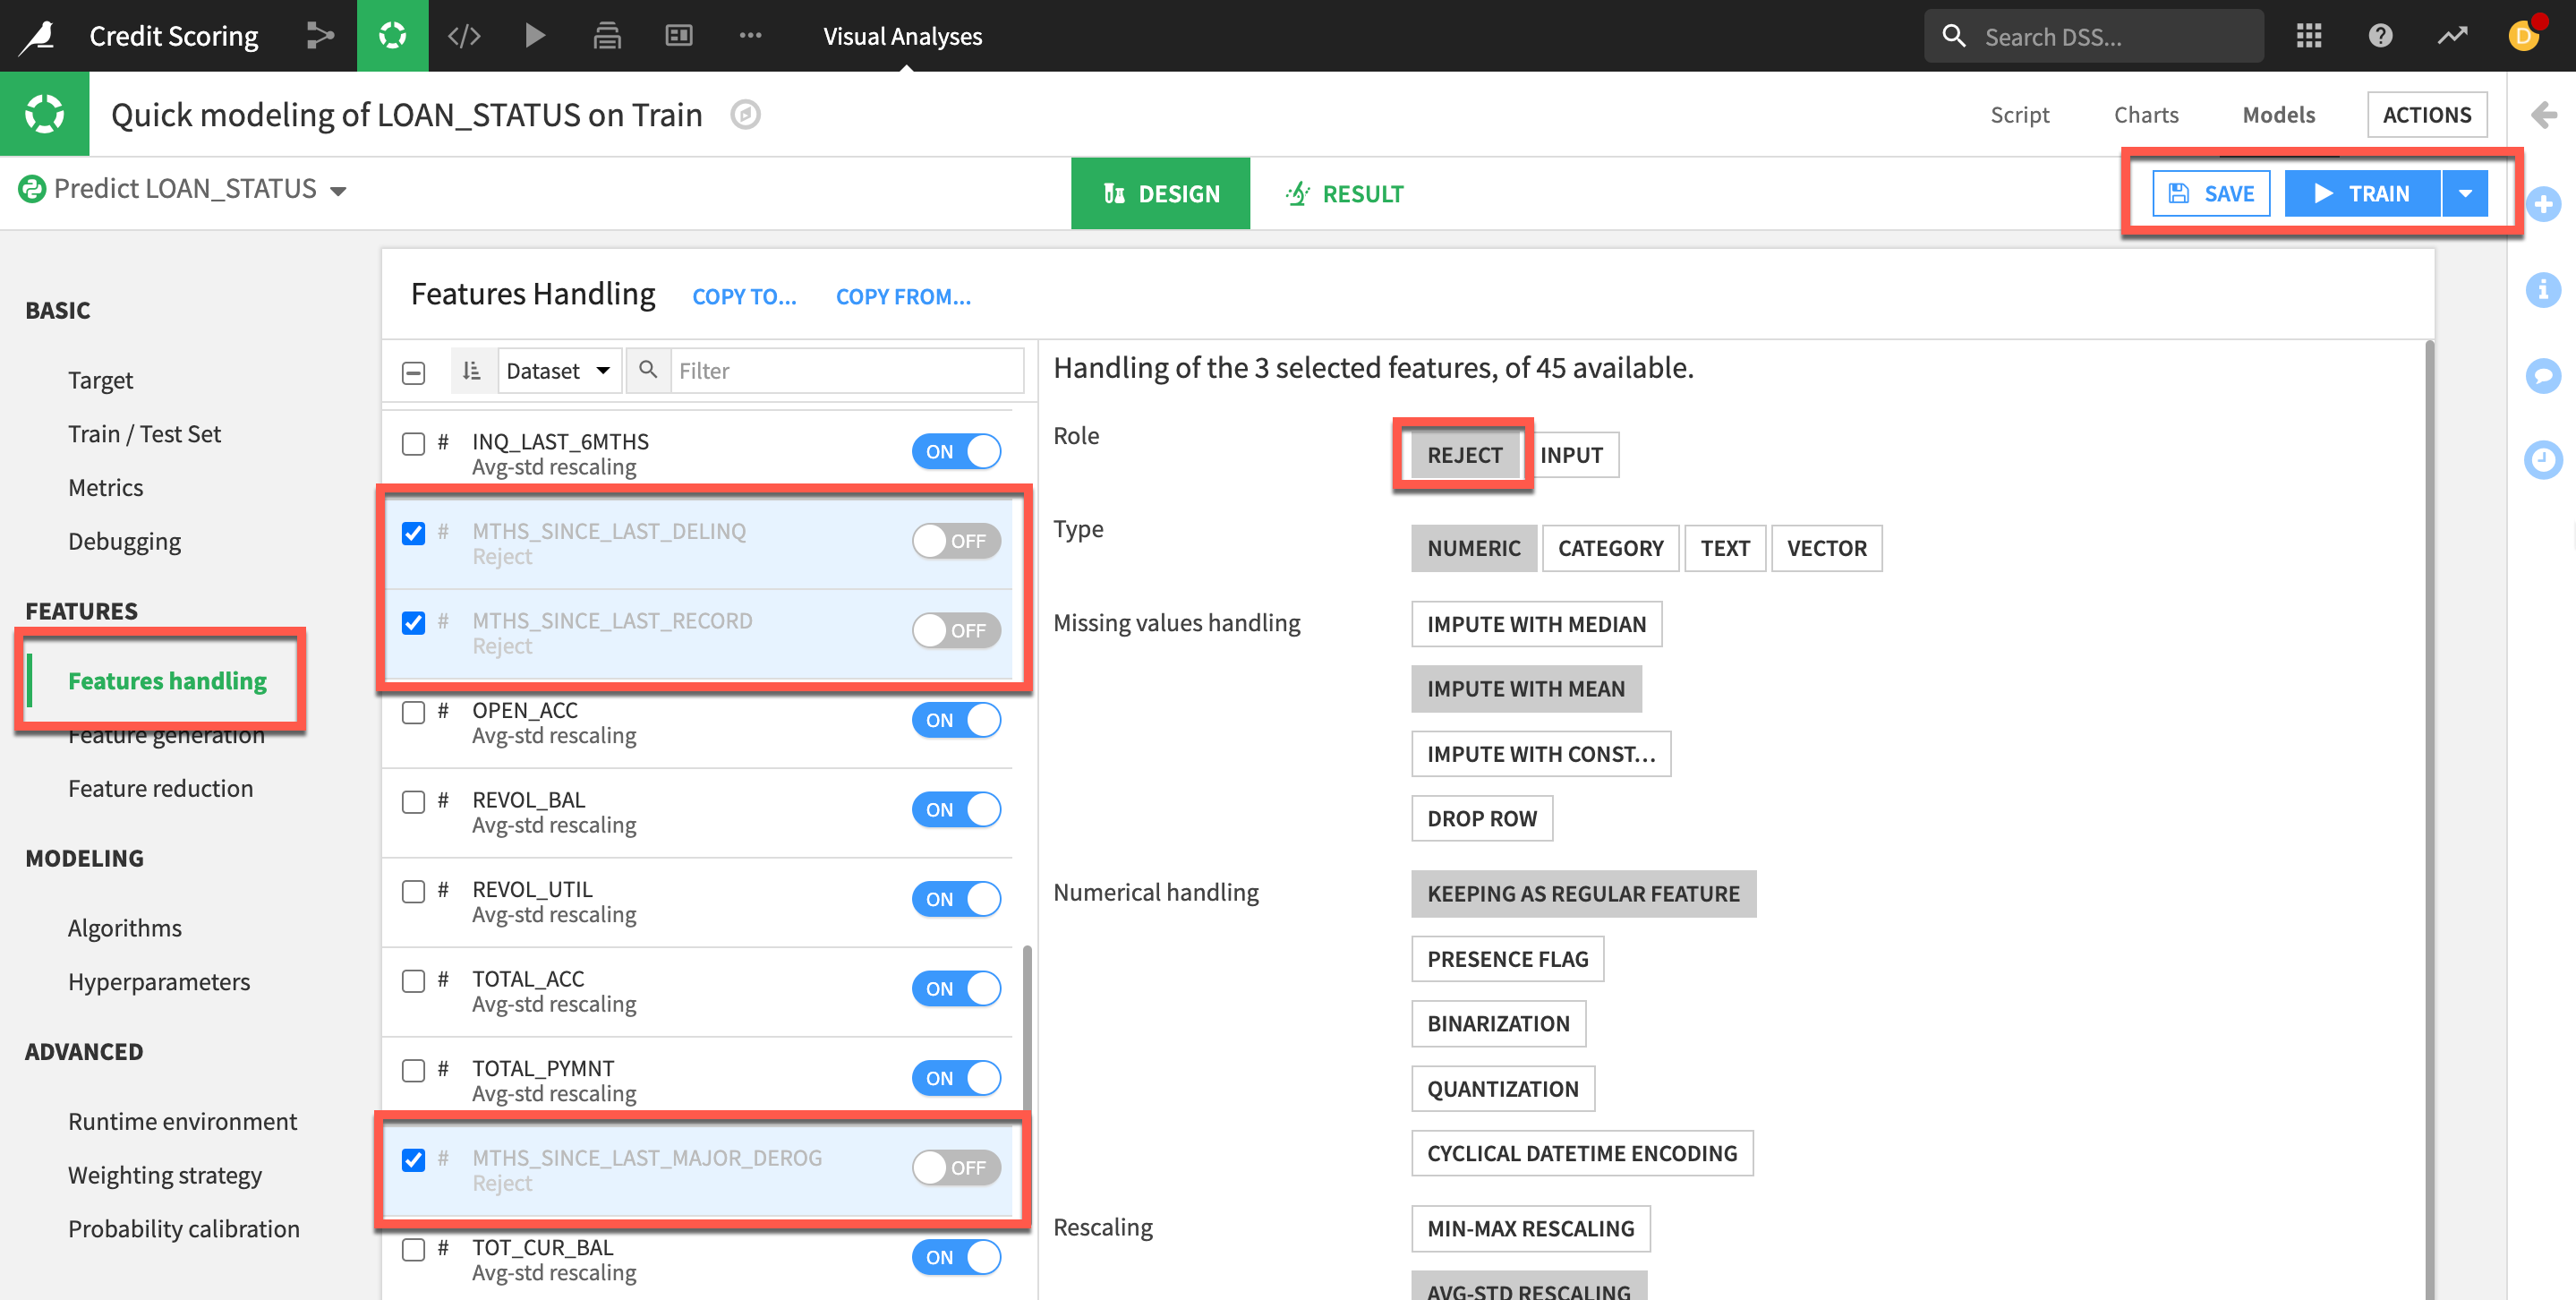 Credit Scoring
Visual Analyses
Search DSS...
D
Quick modeling of LOAN_STATUS on Train
Script
Charts
Models
ACTIONS
Predict LOAN_STATUS
DESIGN
RESULT
SAVE
TRAIN
BASIC
Target
Train / Test Set
Metrics
Debugging
FEATURES
Features handling
Feature generation
Feature reduction
MODELING
Algorithms
Hyperparameters
ADVANCED
Runtime environment
Weighting strategy
Probability calibration
Features Handling
COPY TO...
COPY FROM...
Dataset
Filter
# INQ_LAST_6MTHS
Avg-std rescaling
ON
# MTHS_SINCE_LAST_DELINQ
Reject
OFF
# MTHS_SINCE_LAST_RECORD
Reject
OFF
# OPEN_ACC
Avg-std rescaling
ON
# REVOL_BAL
Avg-std rescaling
ON
# REVOL_UTIL
Avg-std rescaling
ON
# TOTAL_ACC
Avg-std rescaling
ON
# TOTAL_PYMNT
Avg-std rescaling
ON
# MTHS_SINCE_LAST_MAJOR_DEROG
Reject
OFF
# TOT_CUR_BAL
Avg-std rescaling
ON
Handling of the 3 selected features, of 45 available.
Role
REJECT
INPUT
Type
NUMERIC
CATEGORY
TEXT
VECTOR
Missing values handling
IMPUTE WITH MEDIAN
IMPUTE WITH MEAN
IMPUTE WITH CONST...
DROP ROW
Numerical handling
KEEPING AS REGULAR FEATURE
PRESENCE FLAG
BINARIZATION
QUANTIZATION
CYCLICAL DATETIME ENCODING
Rescaling
MIN-MAX RESCALING
AVG-STD RESCALING